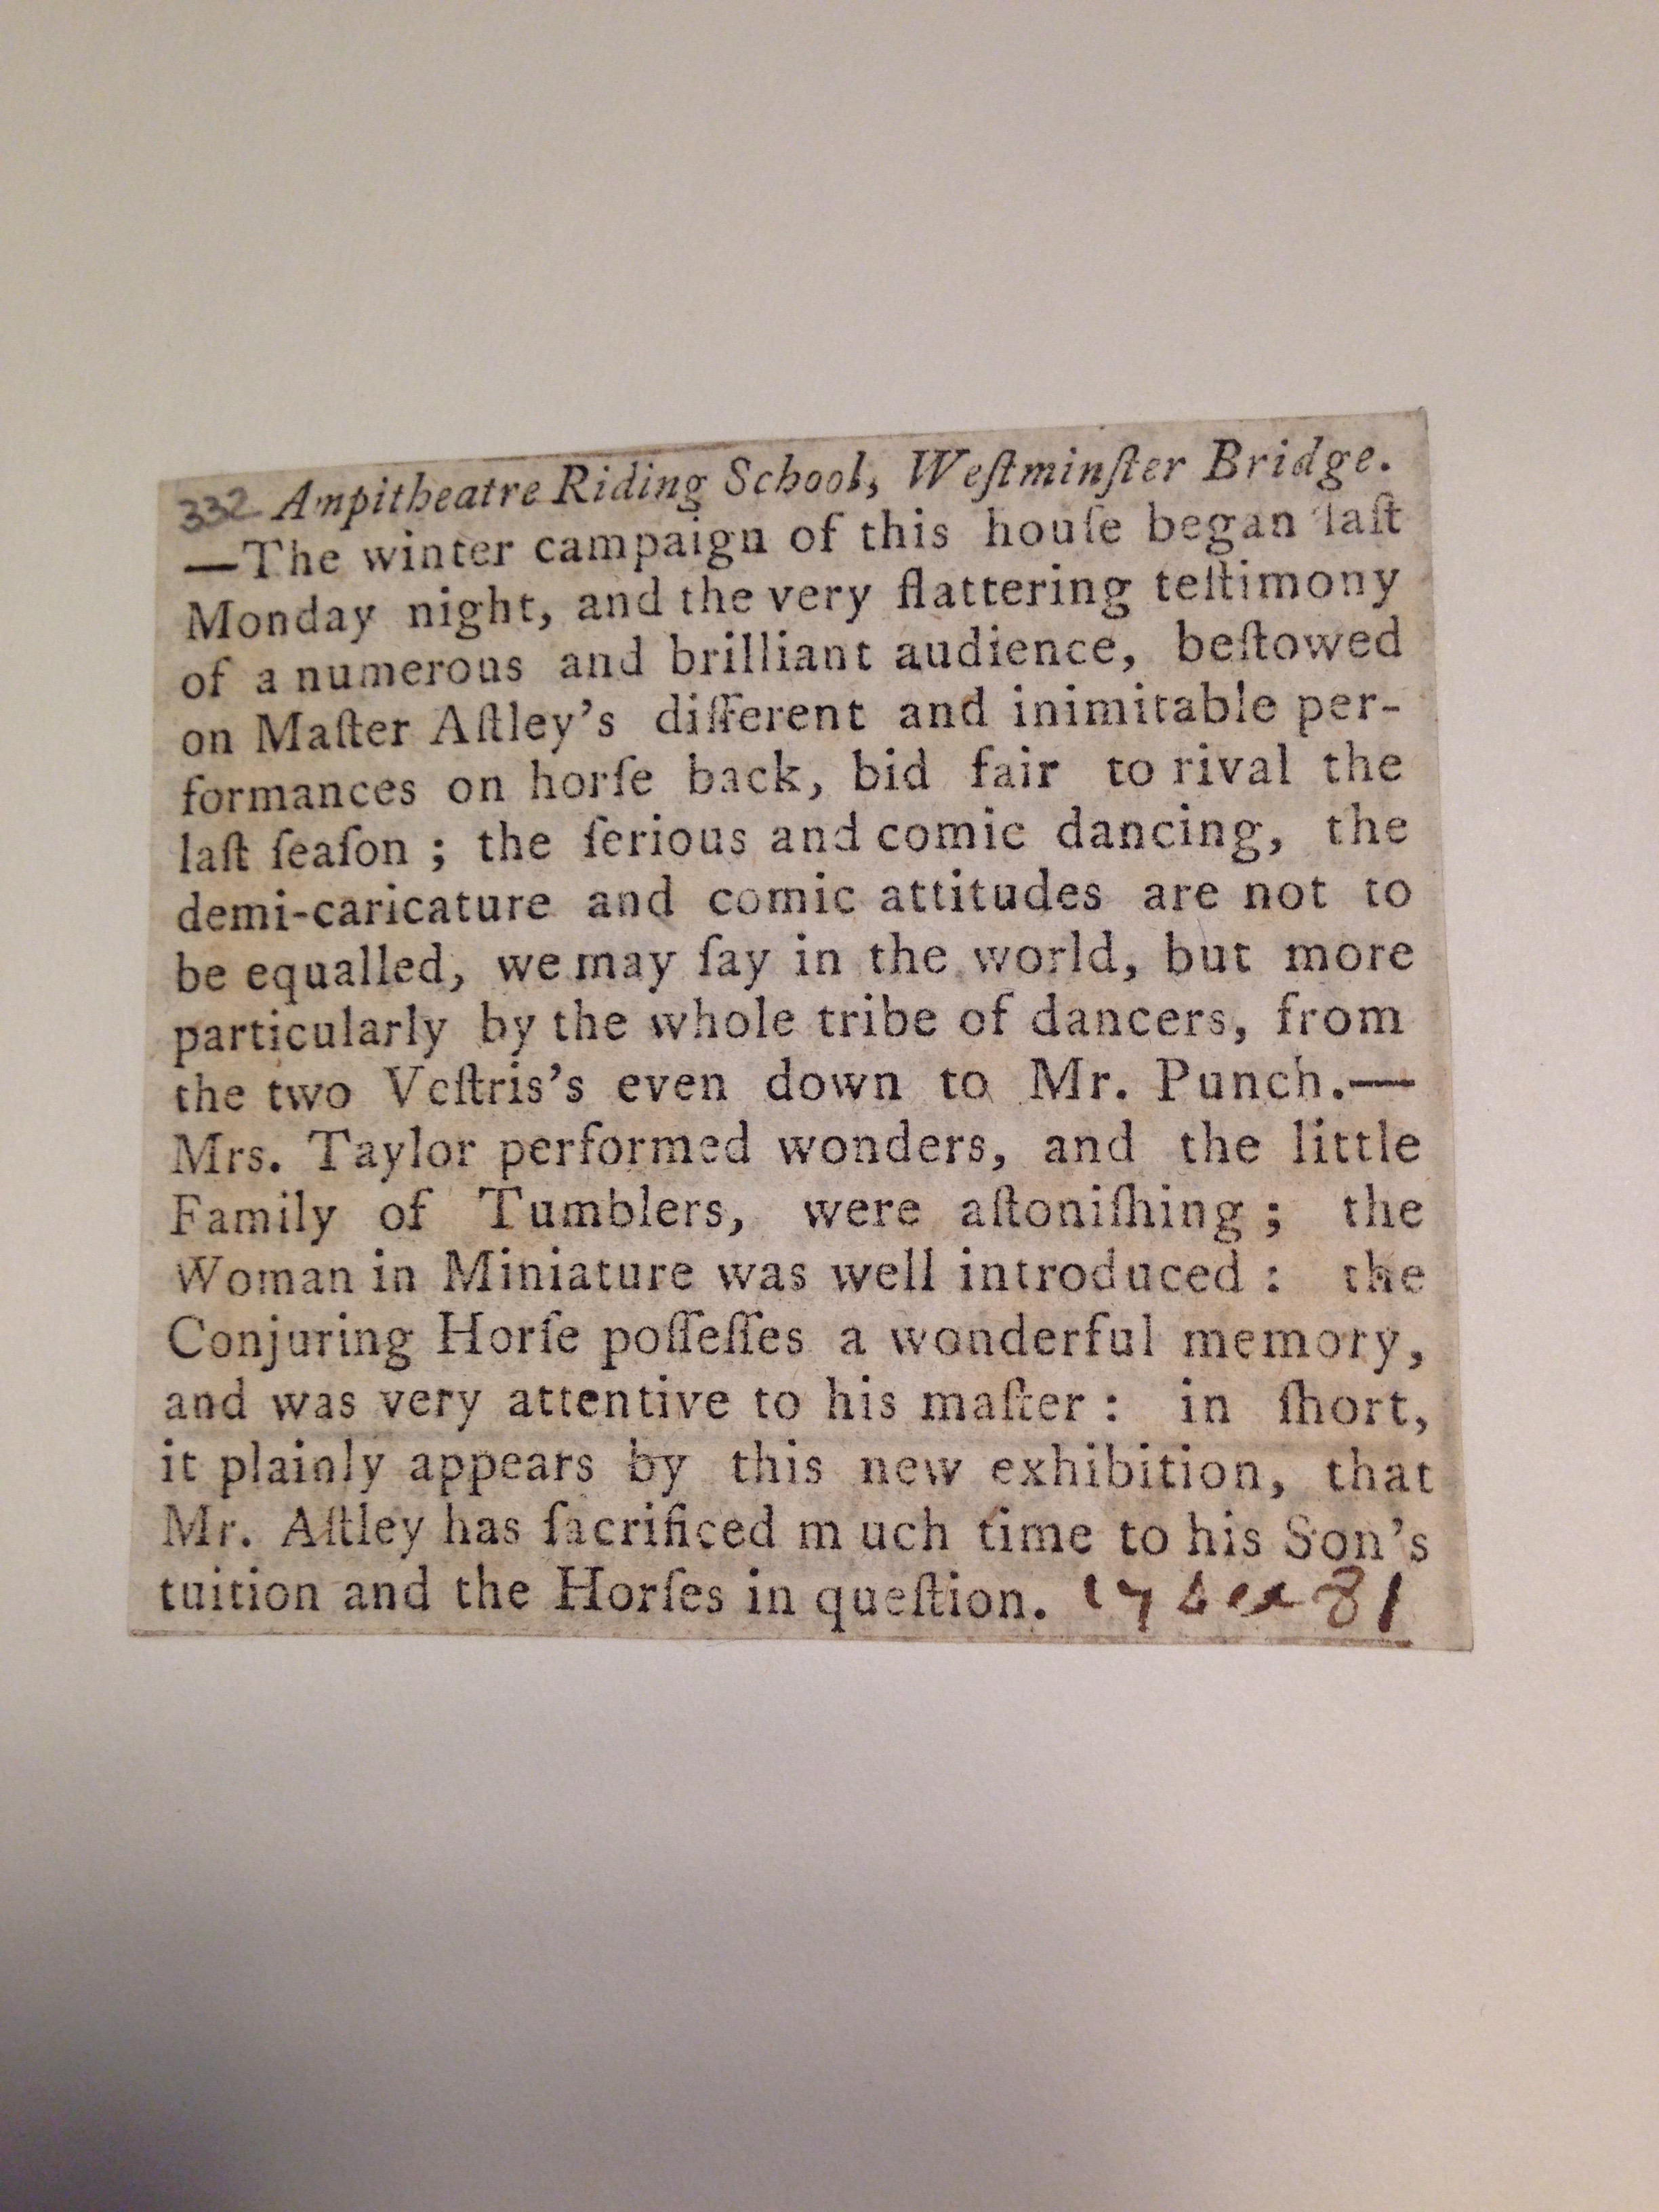 332 Ampitheatre Riding School, Weſtminſter Bridge.
—The winter campaign of this houſe began laſt
Monday night, and the very flattering teſtimony
of a numerous and brilliant audience, beſtowed
on Maſter Aſtley's different and inimitable per-
formances on horſe back, bid fair to rival the
laſt ſeaſon ; the ſerious and comic dancing, the
demi-caricature and comic attitudes are not to
be equalled, we may ſay in the world, but more
particularly by the whole tribe of dancers, from
the two Veſtris's even down to Mr. Punch.—
Mrs. Taylor performed wonders, and the little
Family of Tumblers, were aſtoniſhing ; the
Woman in Miniature was well introduced : the
Conjuring Horſe poſſeſſes a wonderful memory,
and was very attentive to his maſter : in ſhort,
it plainly appears by this new exhibition, that
Mr. Aſtley has ſacrificed m uch time to his Son's
tuition and the Horſes in queſtion. 81